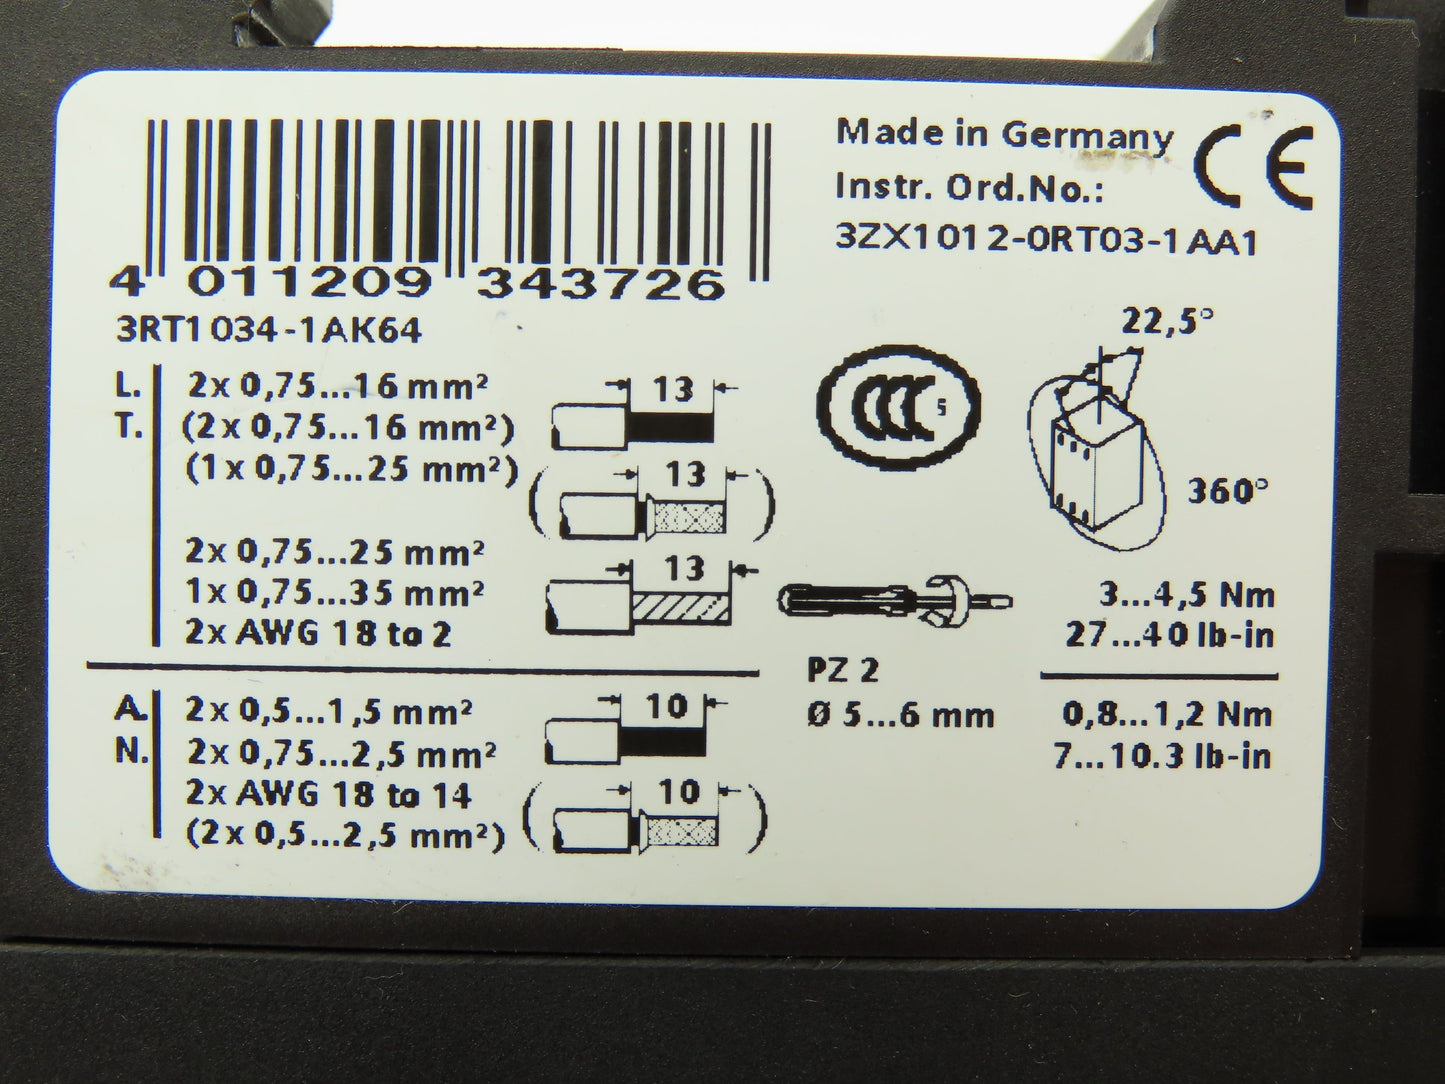 4 011209 343726
3RT1034-1AK64
Made in Germany
Instr. Ord.No.:
3ZX1012-0RT03-1AA1
CE
L.
T.
2x 0,75...16 mm²
(2x 0,75...16 mm²)
(1x 0,75...25 mm²)
2x 0,75...25 mm²
1x 0,75...35 mm²
2x AWG 18 to 2
13
13
13
CCC S
22,5°
360°
3...4,5 Nm
27...40 lb-in
A.
N.
2x 0,5...1,5 mm²
2x 0,75...2,5 mm²
2x AWG 18 to 14
(2x 0,5...2,5 mm²)
10
10
PZ 2
Ø 5...6 mm
0,8...1,2 Nm
7...10.3 lb-in